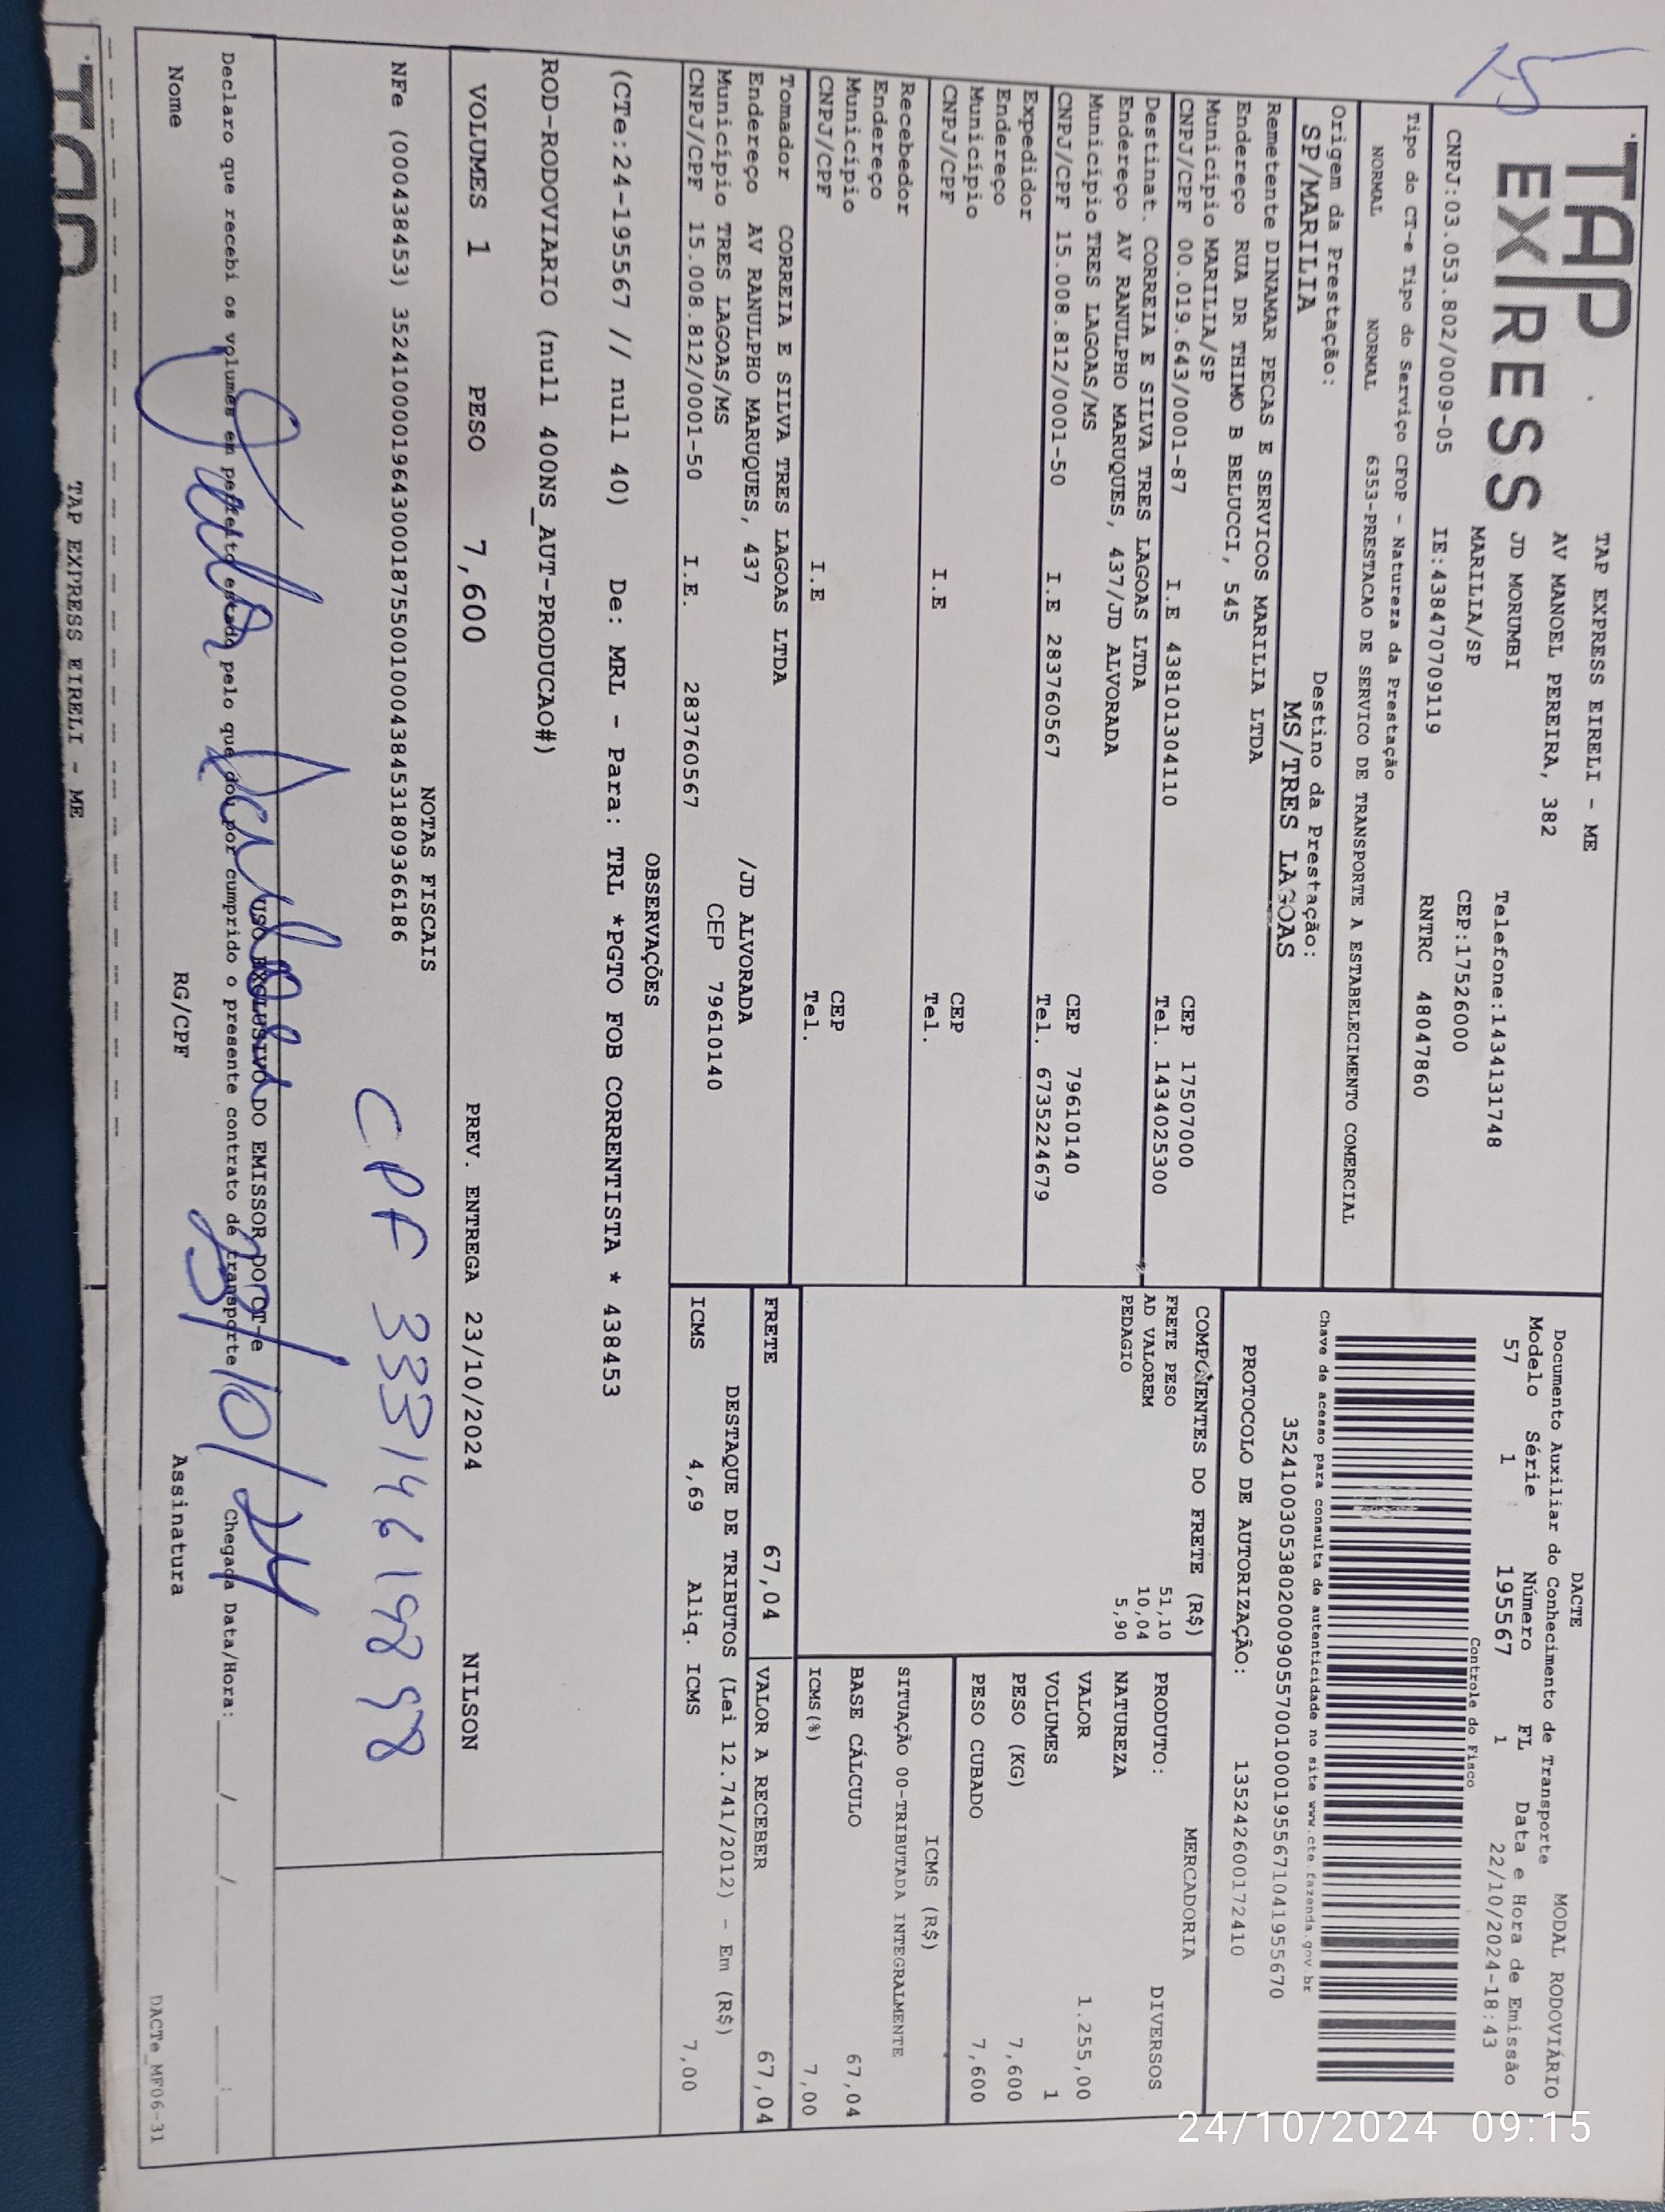 15
TAP EXPRESS
TAP EXPRESS EIRELI - ME
AV MANOEL PEREIRA, 382
JD MORUMBI Telefone:1434131748
MARILIA/SP CEP:17526000
CNPJ:03.053.802/0009-05 IE:438470709119 RNTRC 48047860
Tipo do CT-e Tipo do Serviço CFOP - Natureza da Prestação
NORMAL NORMAL 6353-PRESTACAO DE SERVICO DE TRANSPORTE A ESTABELECIMENTO COMERCIAL
Origem da Prestação: Destino da Prestação:
SP/MARILIA MS/TRES LAGOAS
Remetente DINAMAR PECAS E SERVICOS MARILIA LTDA
Endereço RUA DR THIMO B BELUCCI, 545
Município MARILIA/SP CEP 17507000
CNPJ/CPF 00.019.643/0001-87 I.E 438101304110 Tel. 1434025300
Destinat. CORREIA E SILVA TRES LAGOAS LTDA
Endereço AV RANULPHO MARUQUES, 437/JD ALVORADA
Município TRES LAGOAS/MS CEP 79610140
CNPJ/CPF 15.008.812/0001-50 I.E 283760567 Tel. 6735224679
Expedidor
Endereço
Município CEP
CNPJ/CPF I.E Tel.
Recebedor
Endereço
Município CEP
CNPJ/CPF I.E Tel.
Tomador CORREIA E SILVA TRES LAGOAS LTDA
Endereço AV RANULPHO MARUQUES, 437 /JD ALVORADA
Município TRES LAGOAS/MS CEP 79610140
CNPJ/CPF 15.008.812/0001-50 I.E. 283760567
DACTE MODAL RODOVIÁRIO
Documento Auxiliar do Conhecimento de Transporte
Modelo Série Número FL Data e Hora de Emissão
57 1 195567 1 22/10/2024-18:43
Controle do Fisco
Chave de acesso para consulta de autenticidade no site www.cte.fazenda.gov.br
35241003053802000905570010001955671041955670
PROTOCOLO DE AUTORIZAÇÃO: 135242600172410
COMPONENTES DO FRETE (R$)
FRETE PESO 51,10
AD VALOREM 10,04
PEDAGIO 5,90
MERCADORIA
PRODUTO: DIVERSOS
NATUREZA
VALOR 1.255,00
VOLUMES 1
PESO (KG) 7,600
PESO CUBADO 7,600
ICMS (R$)
SITUAÇÃO 00-TRIBUTADA INTEGRALMENTE
BASE CÁLCULO 67,04
ICMS(%) 7,00
FRETE 67,04 VALOR A RECEBER 67,04
DESTAQUE DE TRIBUTOS (Lei 12.741/2012) - Em (R$)
ICMS 4,69 Aliq. ICMS 7,00
OBSERVAÇÕES
(CTe:24-195567 // null 40) De: MRL - Para: TRL *PGTO FOB CORRENTISTA * 438453
ROD-RODOVIARIO (null 400NS_AUT-PRODUCAO#)
VOLUMES 1 PESO 7,600 PREV. ENTREGA 23/10/2024 NILSON
NOTAS FISCAIS
NFe (000438453) 35241000019643000187550010004384531809366186
CPF 33314619898
USO EXCLUSIVO DO EMISSOR DO CT-e
Declaro que recebi os volumes em perfeito estado pelo que dou por cumprido o presente contrato de transporte Chegada Data/Hora:____/____/____ ____:____
23/10/24
Nome RG/CPF Assinatura
DACTe_MF06-31
TAP
TAP EXPRESS EIRELI - ME
24/10/2024 09:15